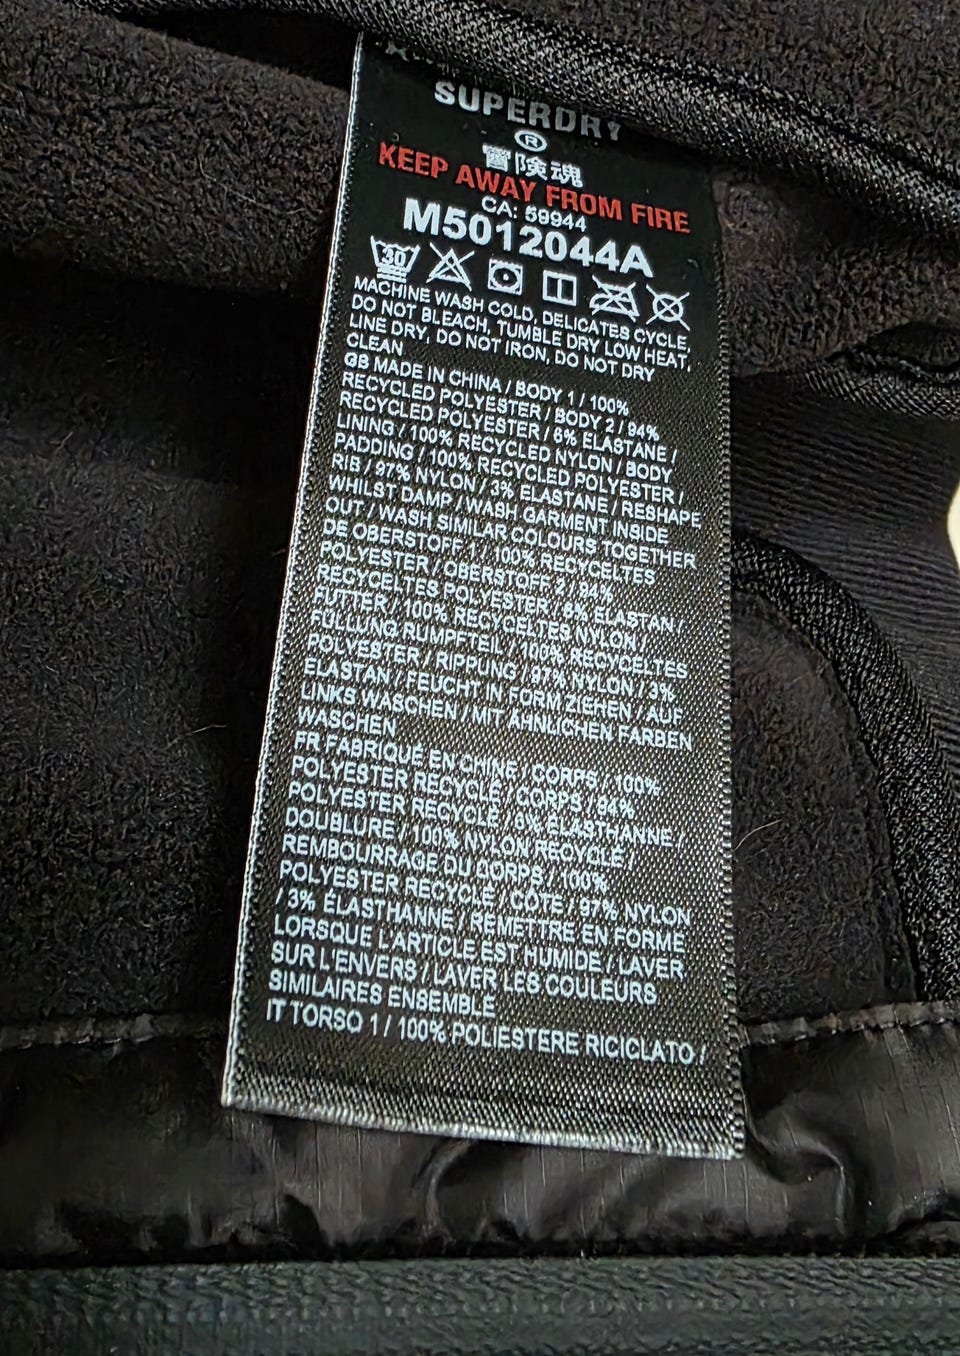 SUPERDRY
®
冒険魂
KEEP AWAY FROM FIRE
CA: 59944
M5012044A
30
MACHINE WASH COLD, DELICATES CYCLE,
DO NOT BLEACH, TUMBLE DRY LOW HEAT,
LINE DRY, DO NOT IRON, DO NOT DRY
CLEAN
GB MADE IN CHINA / BODY 1 / 100%
RECYCLED POLYESTER / BODY 2 / 94%
RECYCLED POLYESTER / 6% ELASTANE /
LINING / 100% RECYCLED NYLON / BODY
PADDING / 100% RECYCLED POLYESTER /
RIB / 97% NYLON / 3% ELASTANE / RESHAPE
WHILST DAMP / WASH GARMENT INSIDE
OUT / WASH SIMILAR COLOURS TOGETHER
DE OBERSTOFF 1 / 100% RECYCELTES
POLYESTER / OBERSTOFF 2 / 94%
RECYCELTES POLYESTER / 6% ELASTAN /
FUTTER / 100% RECYCELTES NYLON /
FÜLLUNG RUMPFTEIL / 100% RECYCELTES
POLYESTER / RIPPUNG / 97% NYLON / 3%
ELASTAN / FEUCHT IN FORM ZIEHEN / AUF
LINKS WASCHEN / MIT ÄHNLICHEN FARBEN
WASCHEN
FR FABRIQUÉ EN CHINE / CORPS / 100%
POLYESTER RECYCLÉ / CORPS / 94%
POLYESTER RECYCLÉ / 6% ÉLASTHANNE /
DOUBLURE / 100% NYLON RECYCLÉ /
REMBOURRAGE DU CORPS / 100%
POLYESTER RECYCLÉ / CÔTE / 97% NYLON
/ 3% ÉLASTHANNE / REMETTRE EN FORME
LORSQUE L'ARTICLE EST HUMIDE / LAVER
SUR L'ENVERS / LAVER LES COULEURS
SIMILAIRES ENSEMBLE
IT TORSO 1 / 100% POLIESTERE RICICLATO /